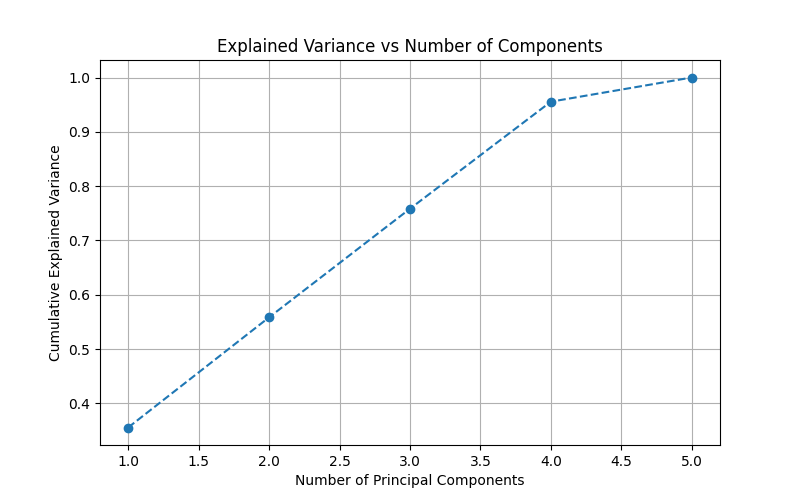 Explained Variance vs Number of Components
Cumulative Explained Variance
1.0
0.9
0.8
0.7
0.6
0.5
0.4
1.0 1.5 2.0 2.5 3.0 3.5 4.0 4.5 5.0
Number of Principal Components